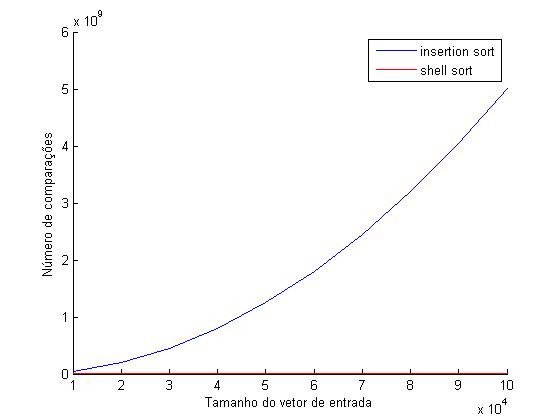 x 10^9
6
5
4
3
2
1
0
Número de comparações
insertion sort
shell sort
1 2 3 4 5 6 7 8 9 10
Tamanho do vetor de entrada
x 10^4